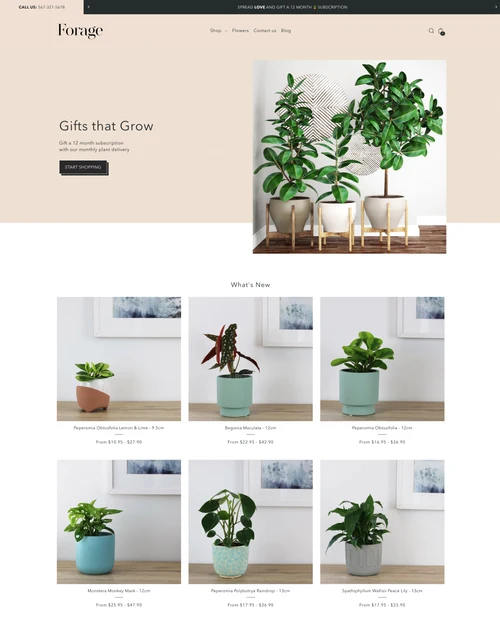 CALL US: 567-321-5678
SPREAD LOVE AND GIFT A 12 MONTH SUBSCRIPTION
Forage
Shop
Flowers
Contact us
Blog
Gifts that Grow
Gift a 12 month subscription
with our monthly plant delivery
START SHOPPING
What's New
Peperomia Obtusifolia Lemon & Lime - 9.5cm
From $10.95 - $27.90
Begonia Maculata - 12cm
From $22.95 - $42.90
Peperomia Obtusifolia - 12cm
From $16.95 - $36.90
Monstera Monkey Mask - 12cm
From $25.95 - $47.90
Peperomia Polybotrya Raindrop - 13cm
From $17.95 - $36.90
Spathiphyllum Wallisii Peace Lily - 13cm
From $17.95 - $35.90